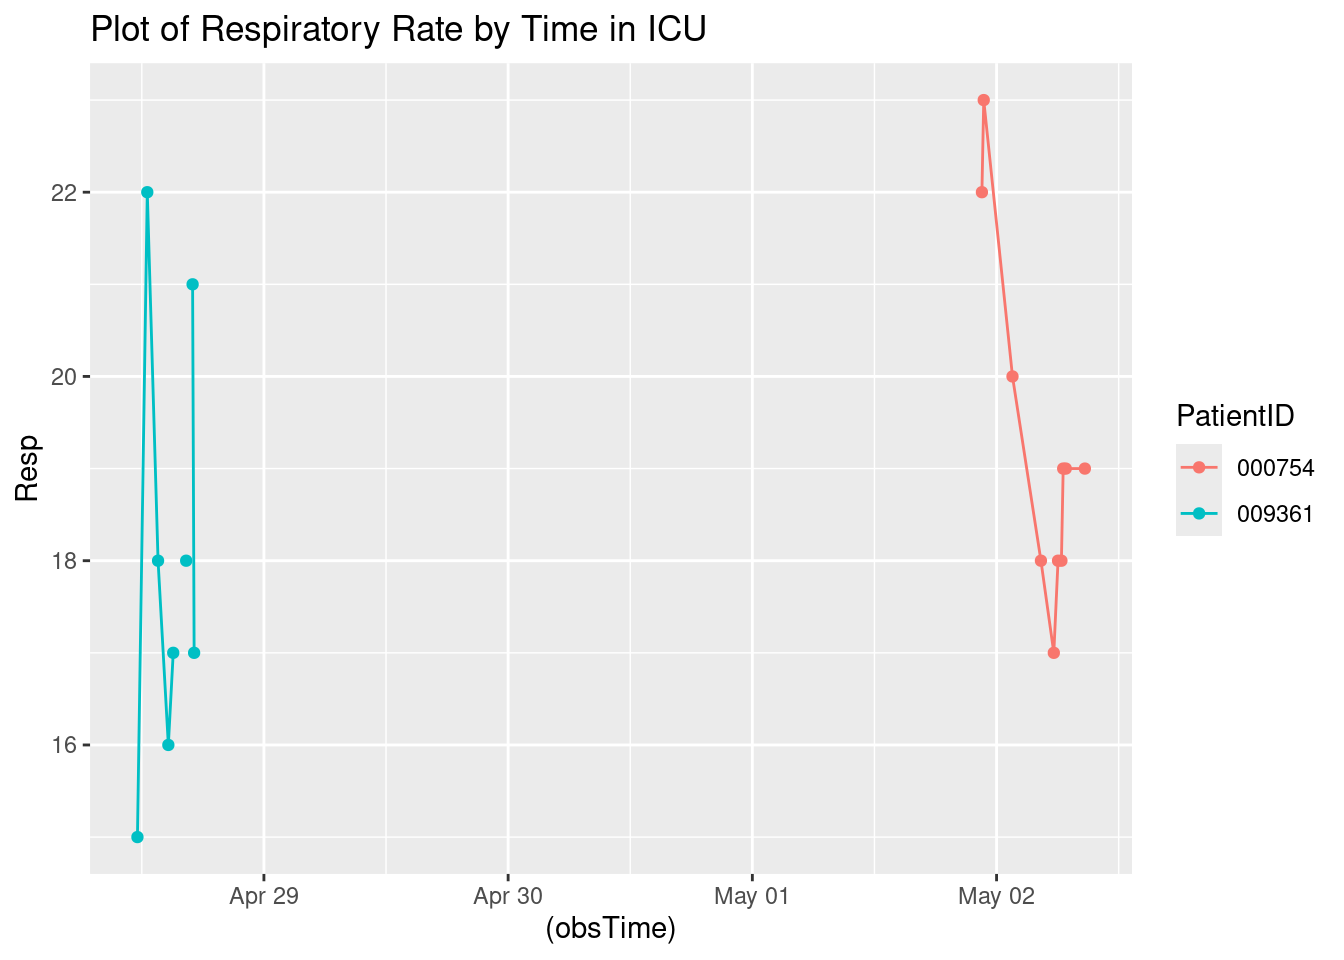 Plot of Respiratory Rate by Time in ICU
22
20
18
16
Resp
Apr 29
Apr 30
May 01
May 02
(obsTime)
PatientID
000754
009361